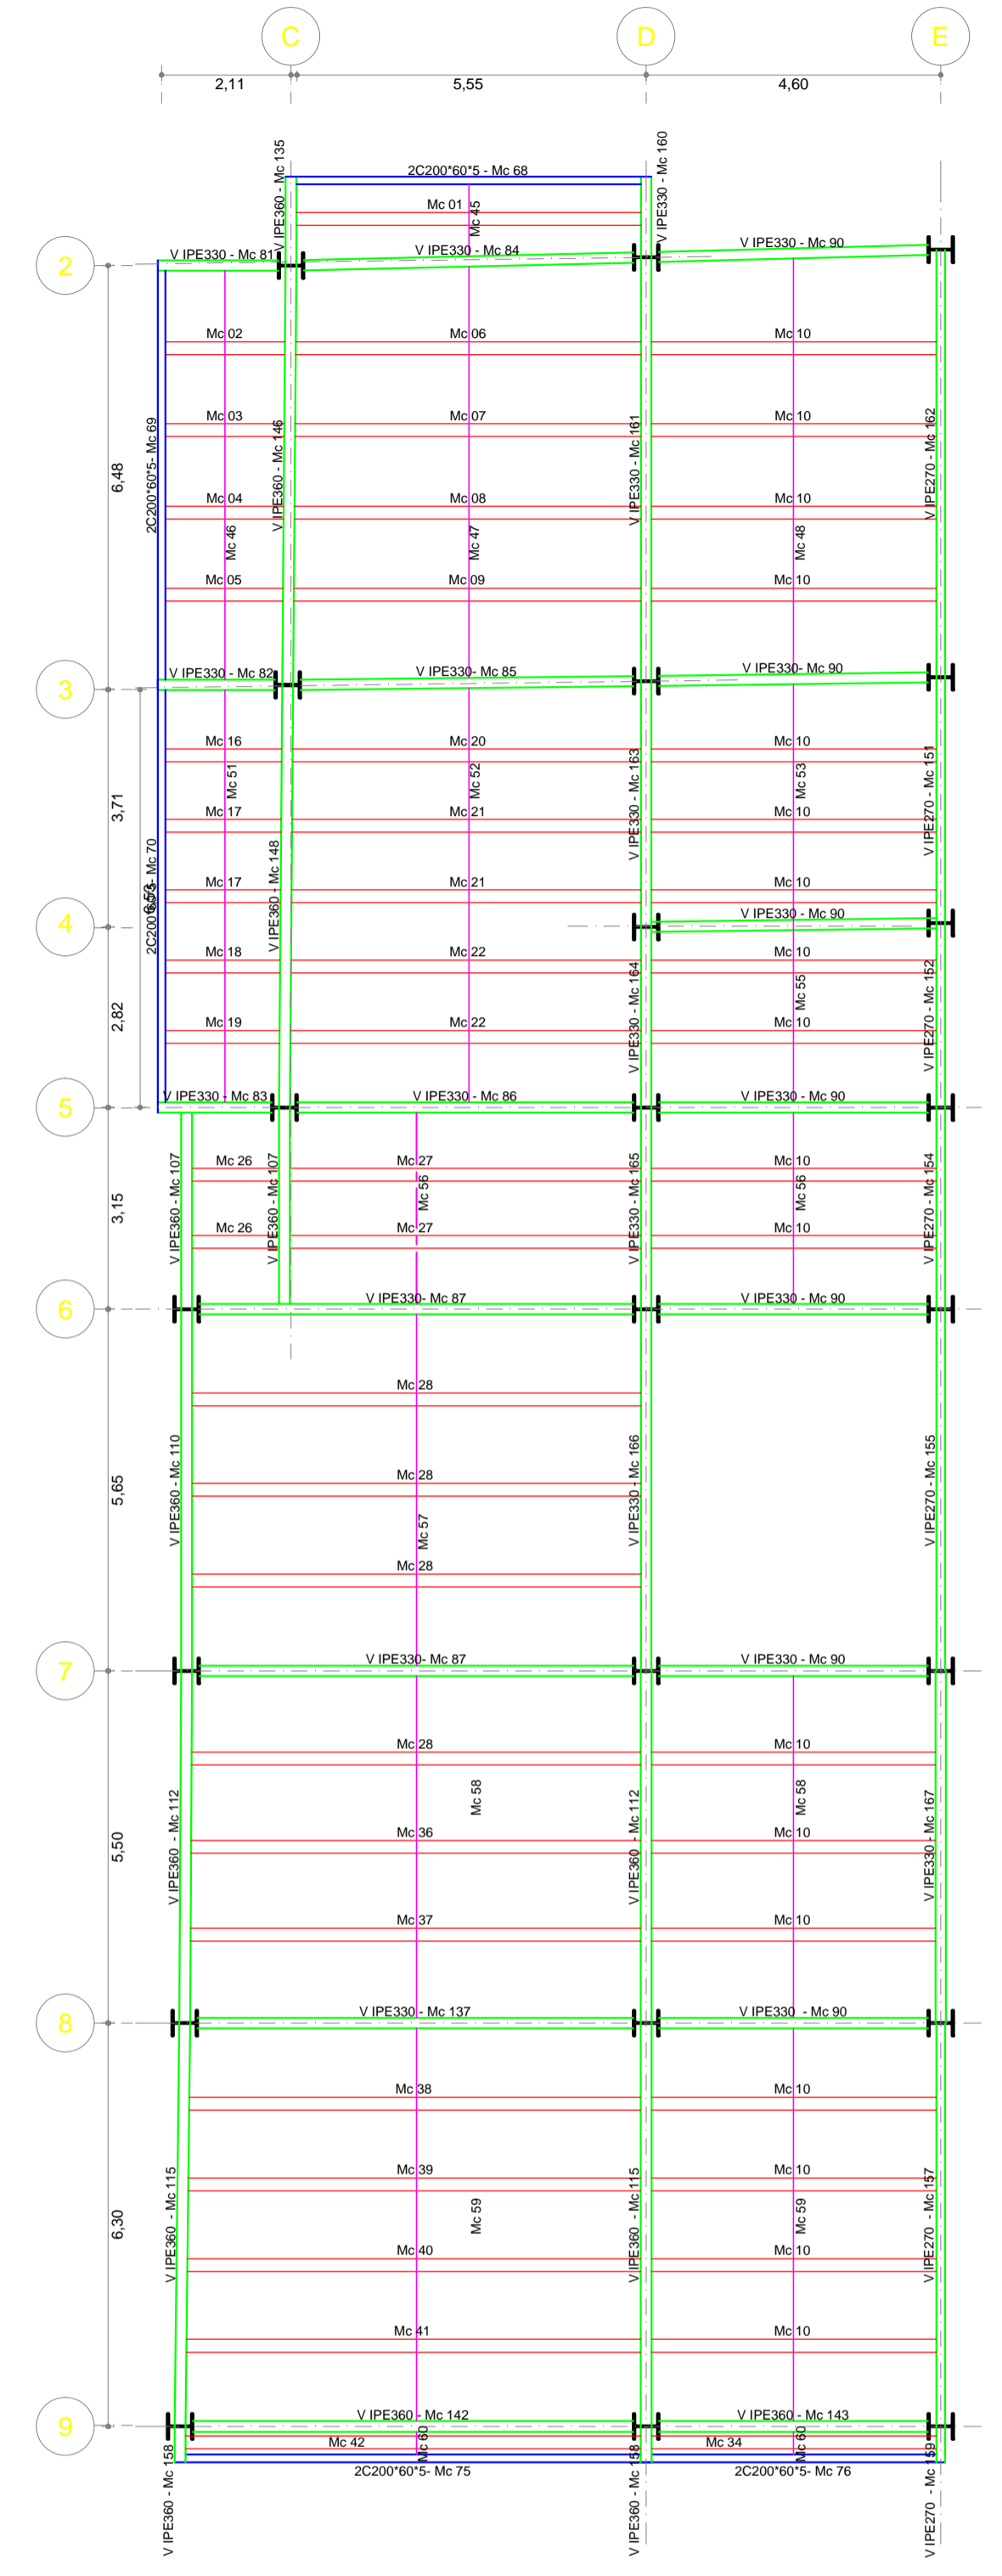 C
D
E
2,11
5,55
4,60
V IPE360 - Mc 135
2C200*60*5 - Mc 68
V IPE330 - Mc 160
Mc 01
Mc 45
2
V IPE330 - Mc 81
V IPE330 - Mc 84
V IPE330 - Mc 90
Mc 02
Mc 06
Mc 10
Mc 03
Mc 07
Mc 10
6,48
2C200*60*5- Mc 69
V IPE360 - Mc 146
V IPE330 - Mc 161
V IPE270 - Mc 162
Mc 04
Mc 08
Mc 10
Mc 46
Mc 47
Mc 48
Mc 05
Mc 09
Mc 10
3
V IPE330 - Mc 82
V IPE330- Mc 85
V IPE330- Mc 90
Mc 16
Mc 20
Mc 10
3,71
Mc 51
Mc 52
V IPE330 - Mc 163
Mc 53
V IPE270 - Mc 151
Mc 17
Mc 21
Mc 10
6,53
2C200*60*5- Mc 70
V IPE360 - Mc 148
Mc 17
Mc 21
Mc 10
4
V IPE330 - Mc 90
Mc 18
Mc 22
Mc 10
2,82
V IPE330 - Mc 164
Mc 55
V IPE270 - Mc 152
Mc 19
Mc 22
Mc 10
5
V IPE330 - Mc 83
V IPE330 - Mc 86
V IPE330 - Mc 90
Mc 26
Mc 27
Mc 10
3,15
V IPE360 - Mc 107
V IPE360 - Mc 107
Mc 56
V IPE330 - Mc 165
Mc 56
V IPE270 - Mc 154
Mc 26
Mc 27
Mc 10
6
V IPE330- Mc 87
V IPE330 - Mc 90
Mc 28
5,65
V IPE360 - Mc 110
Mc 28
V IPE330 - Mc 166
V IPE270 - Mc 155
Mc 57
Mc 28
7
V IPE330- Mc 87
V IPE330 - Mc 90
Mc 28
Mc 10
5,50
V IPE360 - Mc 112
Mc 58
V IPE360 - Mc 112
Mc 58
V IPE330 - Mc 167
Mc 36
Mc 10
Mc 37
Mc 10
8
V IPE330 - Mc 137
V IPE330 - Mc 90
Mc 38
Mc 10
Mc 39
Mc 10
6,30
V IPE360 - Mc 115
Mc 59
V IPE360 - Mc 115
Mc 59
V IPE270 - Mc 157
Mc 40
Mc 10
Mc 41
Mc 10
9
V IPE360 - Mc 142
V IPE360 - Mc 143
Mc 42
Mc 60
Mc 34
Mc 60
2C200*60*5- Mc 75
2C200*60*5- Mc 76
V IPE360 - Mc 158
V IPE360 - Mc 158
V IPE270 - Mc 159